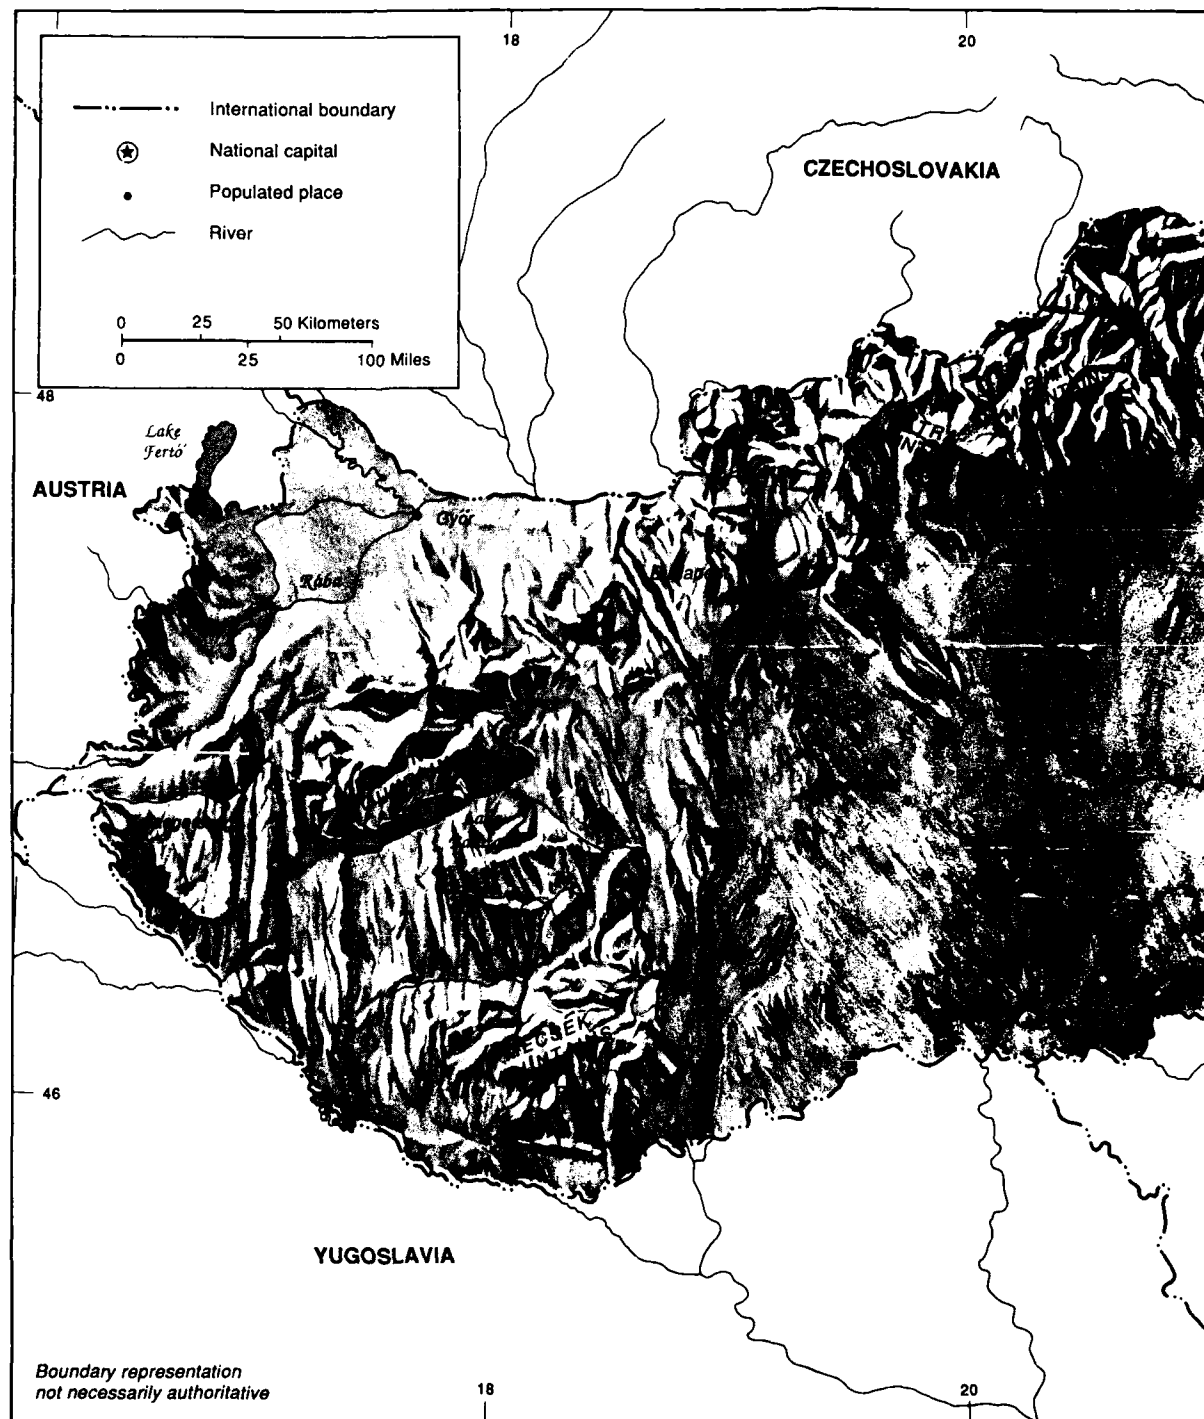 18
20
International boundary
National capital
Populated place
River
0 25 50 Kilometers
0 25 100 Miles
CZECHOSLOVAKIA
48
Lake
Fertó
AUSTRIA
Győr
Rába
46
YUGOSLAVIA
Boundary representation
not necessarily authoritative
18
20